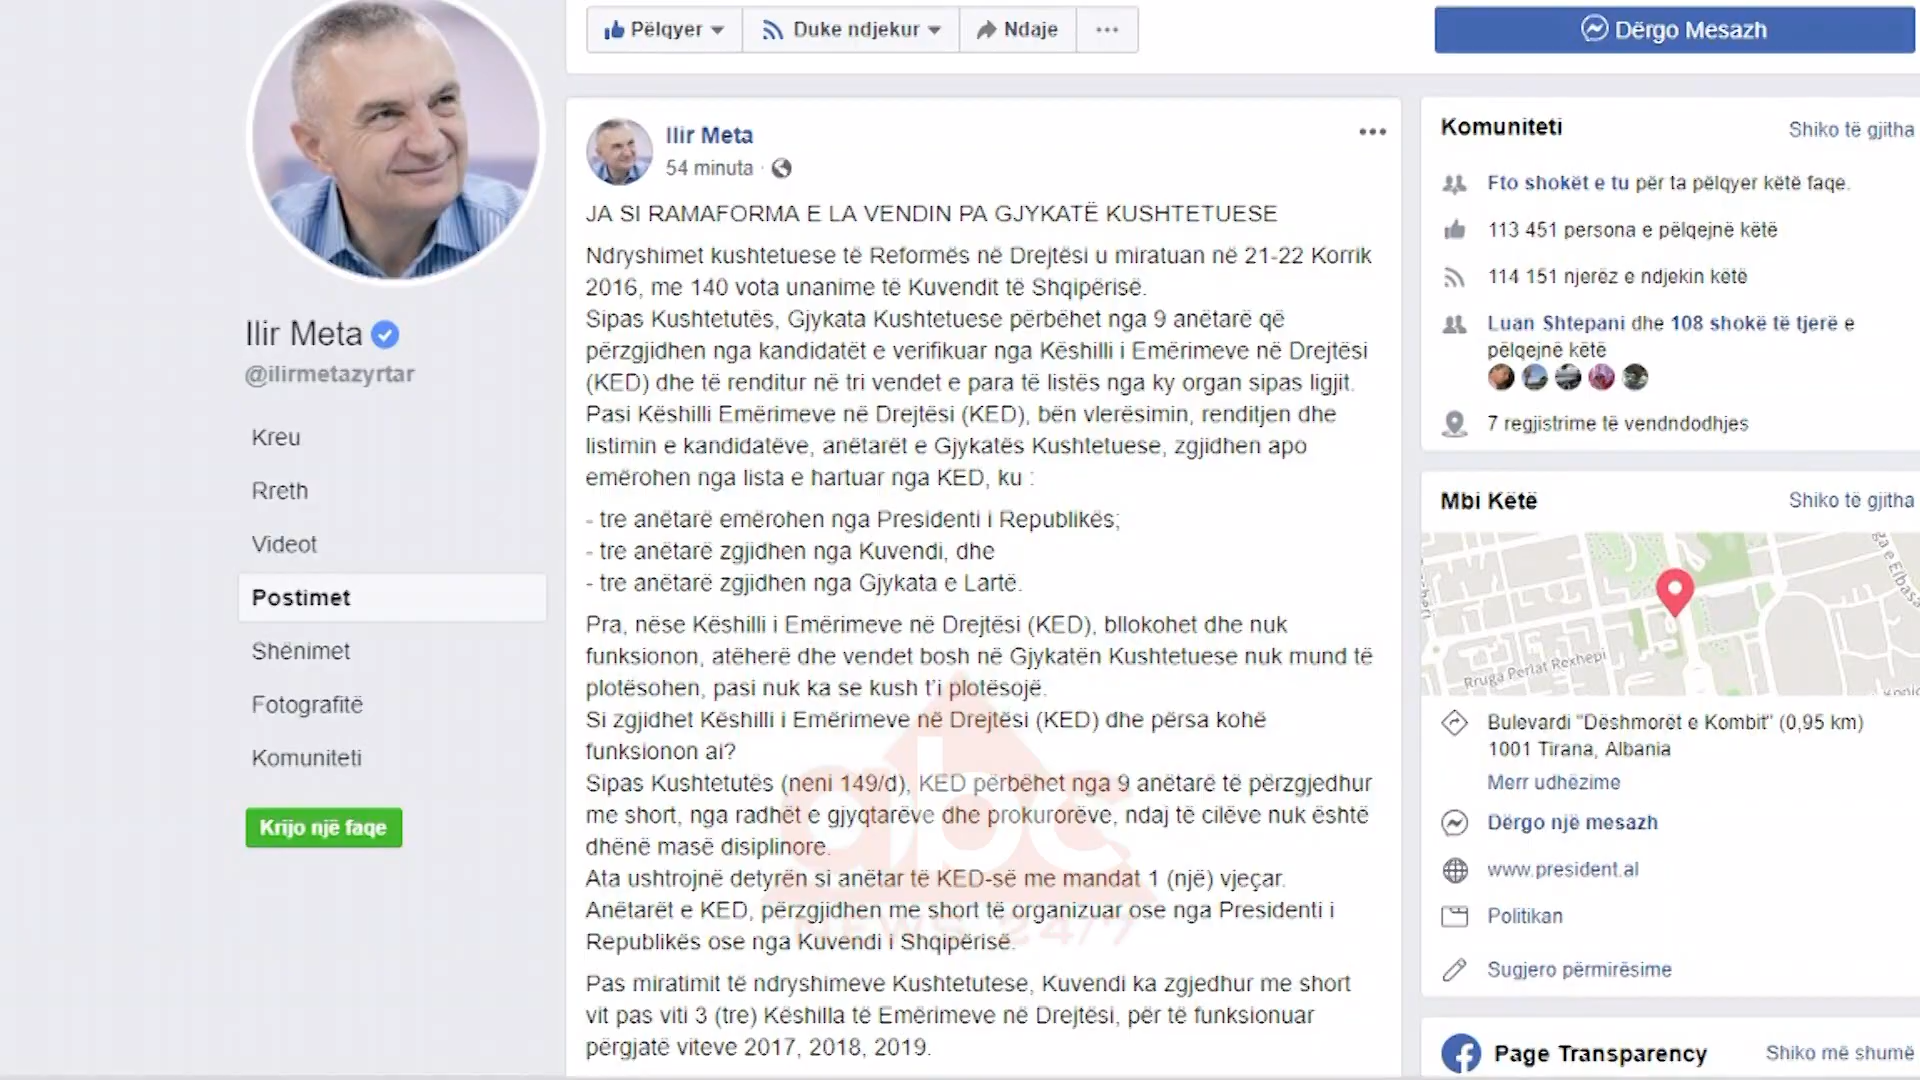 Pëlqyer
Duke ndjekur
Ndaje
Dërgo Mesazh
Ilir Meta
@ilirmetazyrtar
Kreu
Rreth
Videot
Postimet
Shënimet
Fotografitë
Komuniteti
Krijo një faqe
Ilir Meta
54 minuta ·
JA SI RAMAFORMA E LA VENDIN PA GJYKATË KUSHTETUESE
Ndryshimet kushtetuese të Reformës në Drejtësi u miratuan në 21-22 Korrik
2016, me 140 vota unanime të Kuvendit të Shqipërisë.
Sipas Kushtetutës, Gjykata Kushtetuese përbëhet nga 9 anëtarë që
përzgjidhen nga kandidatët e verifikuar nga Këshilli i Emërimeve në Drejtësi
(KED) dhe të renditur në tri vendet e para të listës nga ky organ sipas ligjit.
Pasi Këshilli Emërimeve në Drejtësi (KED), bën vlerësimin, renditjen dhe
listimin e kandidatëve, anëtarët e Gjykatës Kushtetuese, zgjidhen apo
emërohen nga lista e hartuar nga KED, ku :
- tre anëtarë emërohen nga Presidenti i Republikës;
- tre anëtarë zgjidhen nga Kuvendi, dhe
- tre anëtarë zgjidhen nga Gjykata e Lartë.
Pra, nëse Këshilli i Emërimeve në Drejtësi (KED), bllokohet dhe nuk
funksionon, atëherë dhe vendet bosh në Gjykatën Kushtetuese nuk mund të
plotësohen, pasi nuk ka se kush t'i plotësojë.
Si zgjidhet Këshilli i Emërimeve në Drejtësi (KED) dhe përsa kohë
funksionon ai?
Sipas Kushtetutës (neni 149/d), KED përbëhet nga 9 anëtarë të përzgjedhur
me short, nga radhët e gjyqtarëve dhe prokurorëve, ndaj të cilëve nuk është
dhënë masë disiplinore.
Ata ushtrojnë detyrën si anëtar të KED-së me mandat 1 (një) vjeçar.
Anëtarët e KED, përzgjidhen me short të organizuar ose nga Presidenti i
Republikës ose nga Kuvendi i Shqipërisë.
Pas miratimit të ndryshimeve Kushtetutese, Kuvendi ka zgjedhur me short
vit pas viti 3 (tre) Këshilla të Emërimeve në Drejtësi, për të funksionuar
përgjatë viteve 2017, 2018, 2019.
abc
NEWS 24/7
Komuniteti
Shiko të gjitha
Fto shokët e tu për ta pëlqyer këtë faqe.
113 451 persona e pëlqejnë këtë
114 151 njerëz e ndjekin këtë
Luan Shtepani dhe 108 shokë të tjerë e
pëlqejnë këtë
7 regjistrime të vendndodhjes
Mbi Këtë
Shiko të gjitha
Rruga Perlat Rexhepi
ga e Elbasa
Bulevardi "Dëshmorët e Kombit" (0,95 km)
1001 Tirana, Albania
Merr udhëzime
Dërgo një mesazh
www.president.al
Politikan
Sugjero përmirësime
Page Transparency
Shiko më shumë